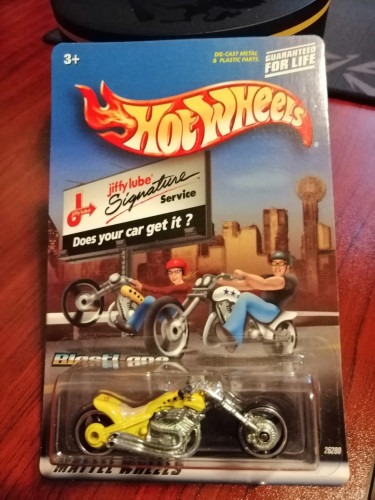 3+
DIE-CAST METAL
& PLASTIC PARTS.
GUARANTEED
FOR LIFE
HOT WHEELS
jiffy lube
Signature
Service
Does your car get it?
Blast Lane
MATTEL WHEELS
26280